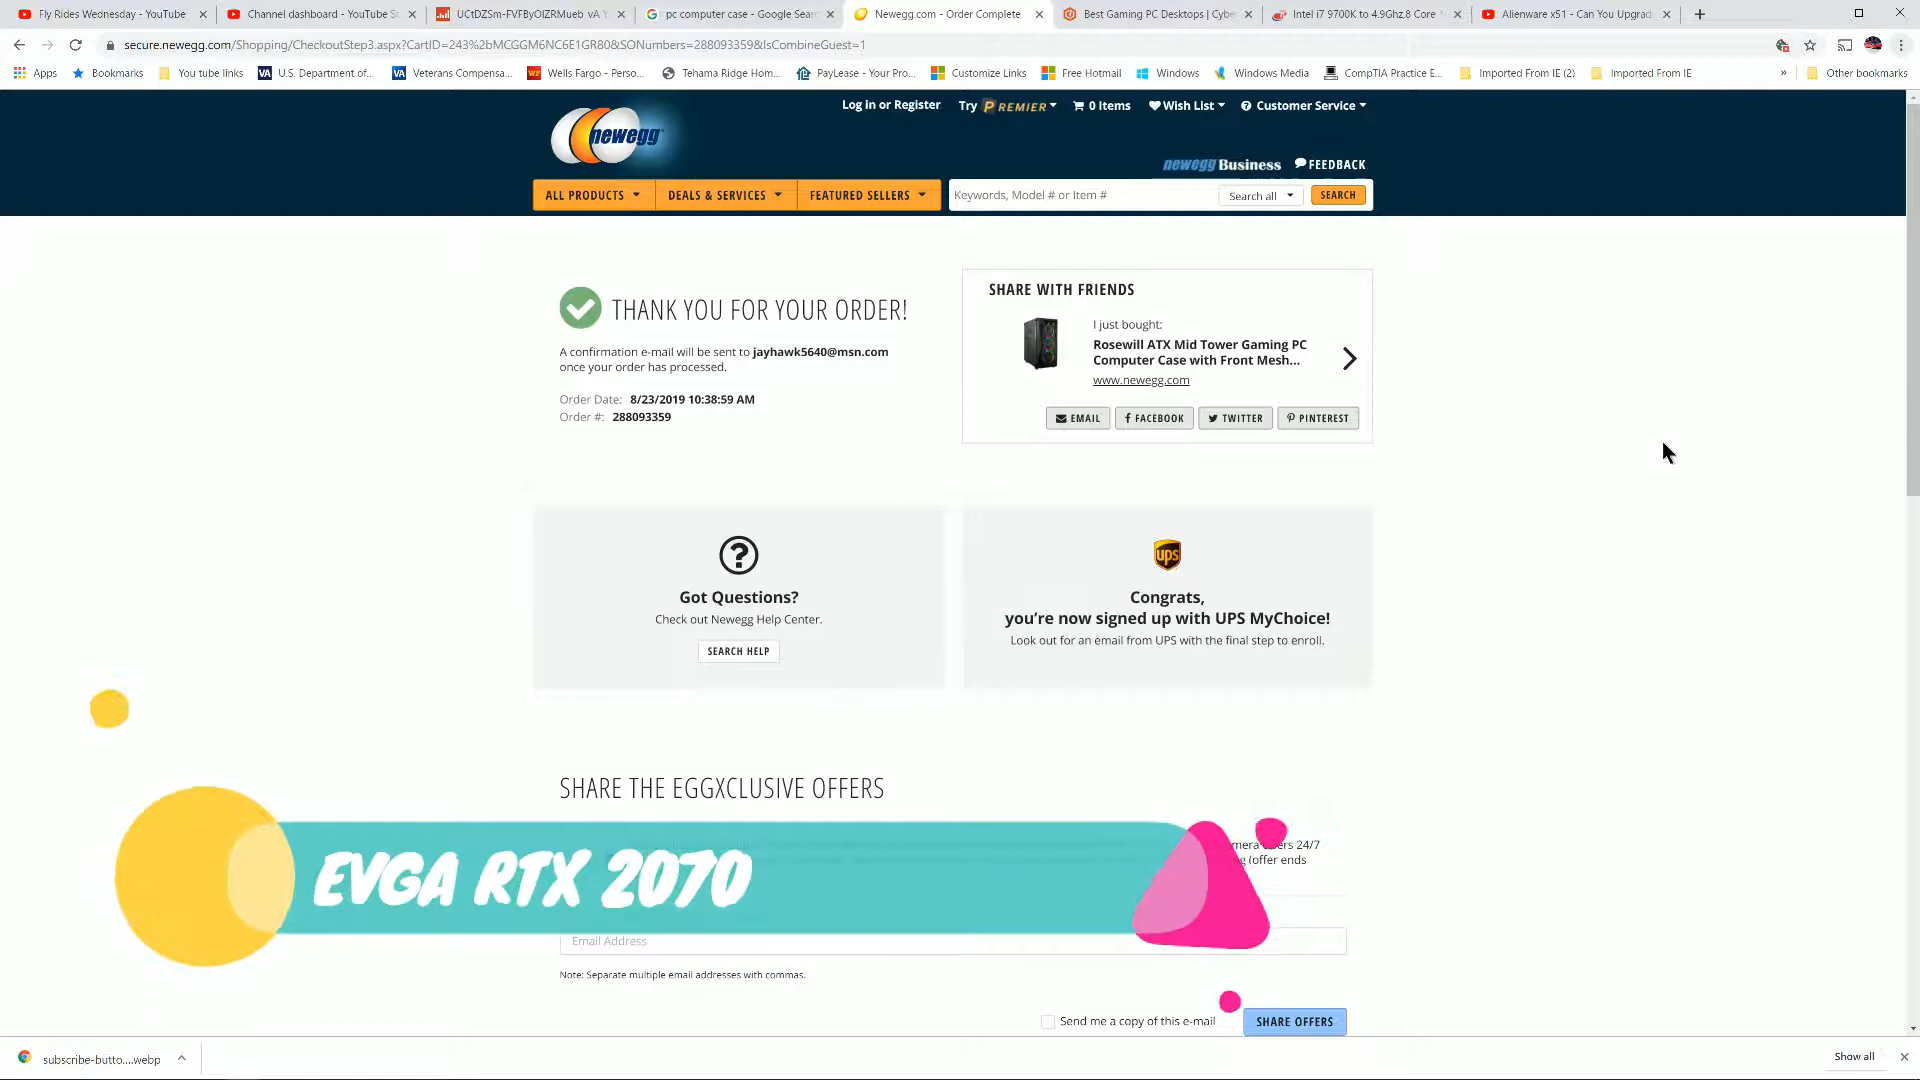 Fly Rides Wednesday - YouTube
Channel dashboard - YouTube S
UCtDZSm-FVFByOIZRMueb_vA Y
pc computer case - Google Sear
Newegg.com - Order Complete
Best Gaming PC Desktops | Cybe
Intel i7 9700K to 4.9Ghz,8 Core
Alienware x51 - Can You Upgrad
secure.newegg.com/Shopping/CheckoutStep3.aspx?CartID=243%2bMCGGM6NC6E1GR80&SONumbers=288093359&IsCombineGuest=1
Apps
Bookmarks
You tube links
VA U.S. Department of...
VA Veterans Compensa...
Wells Fargo - Perso...
Tehama Ridge Hom...
PayLease - Your Pro...
Customize Links
Free Hotmail
Windows
Windows Media
CompTIA Practice E...
Imported From IE (2)
Imported From IE
»
Other bookmarks
Log in or Register
Try PREMIER
0 Items
Wish List
Customer Service
newegg
newegg Business
FEEDBACK
ALL PRODUCTS
DEALS & SERVICES
FEATURED SELLERS
Keywords, Model # or Item #
Search all
SEARCH
THANK YOU FOR YOUR ORDER!
A confirmation e-mail will be sent to jayhawk5640@msn.com
once your order has processed.
Order Date: 8/23/2019 10:38:59 AM
Order #: 288093359
SHARE WITH FRIENDS
I just bought:
Rosewill ATX Mid Tower Gaming PC
Computer Case with Front Mesh...
www.newegg.com
EMAIL
FACEBOOK
TWITTER
PINTEREST
Got Questions?
Check out Newegg Help Center.
SEARCH HELP
ups
Congrats,
you're now signed up with UPS MyChoice!
Look out for an email from UPS with the final step to enroll.
SHARE THE EGGXCLUSIVE OFFERS
24/7
(offer ends
EVGA RTX 2070
Email Address
Note: Separate multiple email addresses with commas.
Send me a copy of this e-mail
SHARE OFFERS
subscribe-butto....webp
Show all